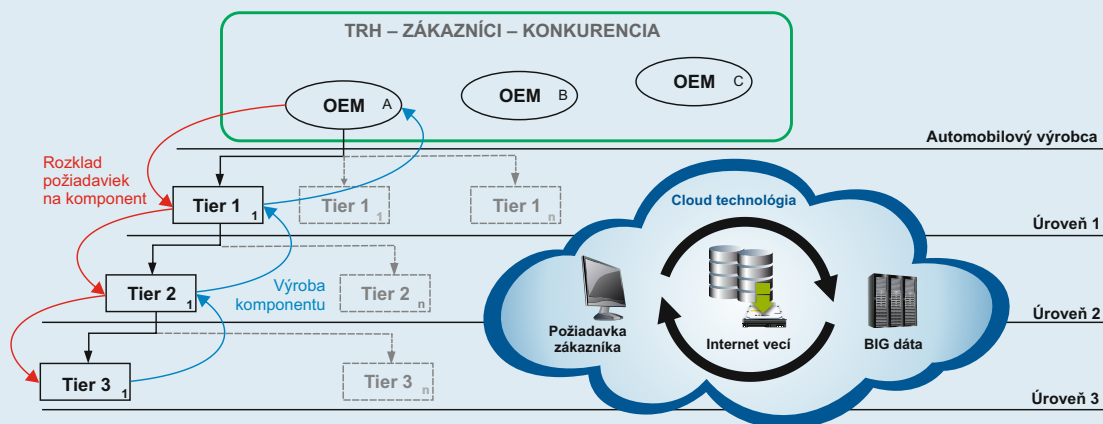 TRH – ZÁKAZNÍCI – KONKURENCIA
OEM A
OEM B
OEM C
Automobilový výrobca
Rozklad
požiadaviek
na komponent
Tier 1 1
Tier 1 1
Tier 1 n
Cloud technológia
Úroveň 1
Výroba
komponentu
Tier 2 1
Tier 2 n
Požiadavka
zákazníka
Internet vecí
BIG dáta
Úroveň 2
Tier 3 1
Tier 3 n
Úroveň 3